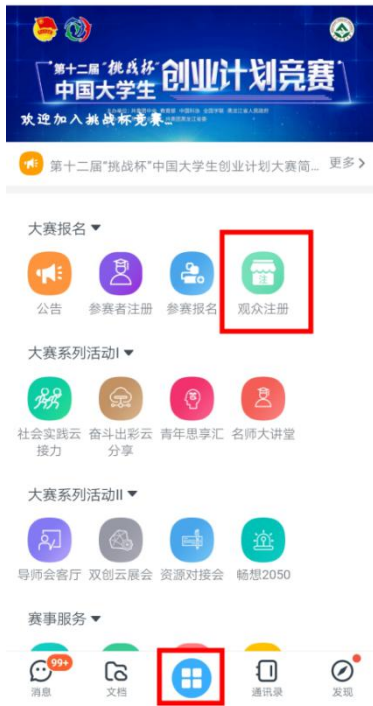 第十二届"挑战杯"
中国大学生创业计划竞赛
欢迎加入挑战杯竞赛...
第十二届"挑战杯"中国大学生创业计划大赛简... 更多>
大赛报名
注
公告 参赛者注册 参赛报名 观众注册
大赛系列活动I
社会实践云接力 奋斗出彩云分享 青年思享汇 名师大讲堂
大赛系列活动II
导师会客厅 双创云展会 资源对接会 畅想2050
赛事服务
99+
消息 文档 通讯录 发现